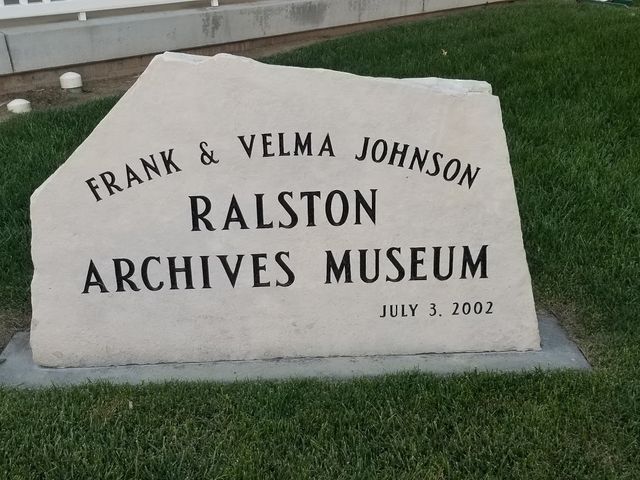 FRANK & VELMA JOHNSON
RALSTON
ARCHIVES MUSEUM
JULY 3, 2002